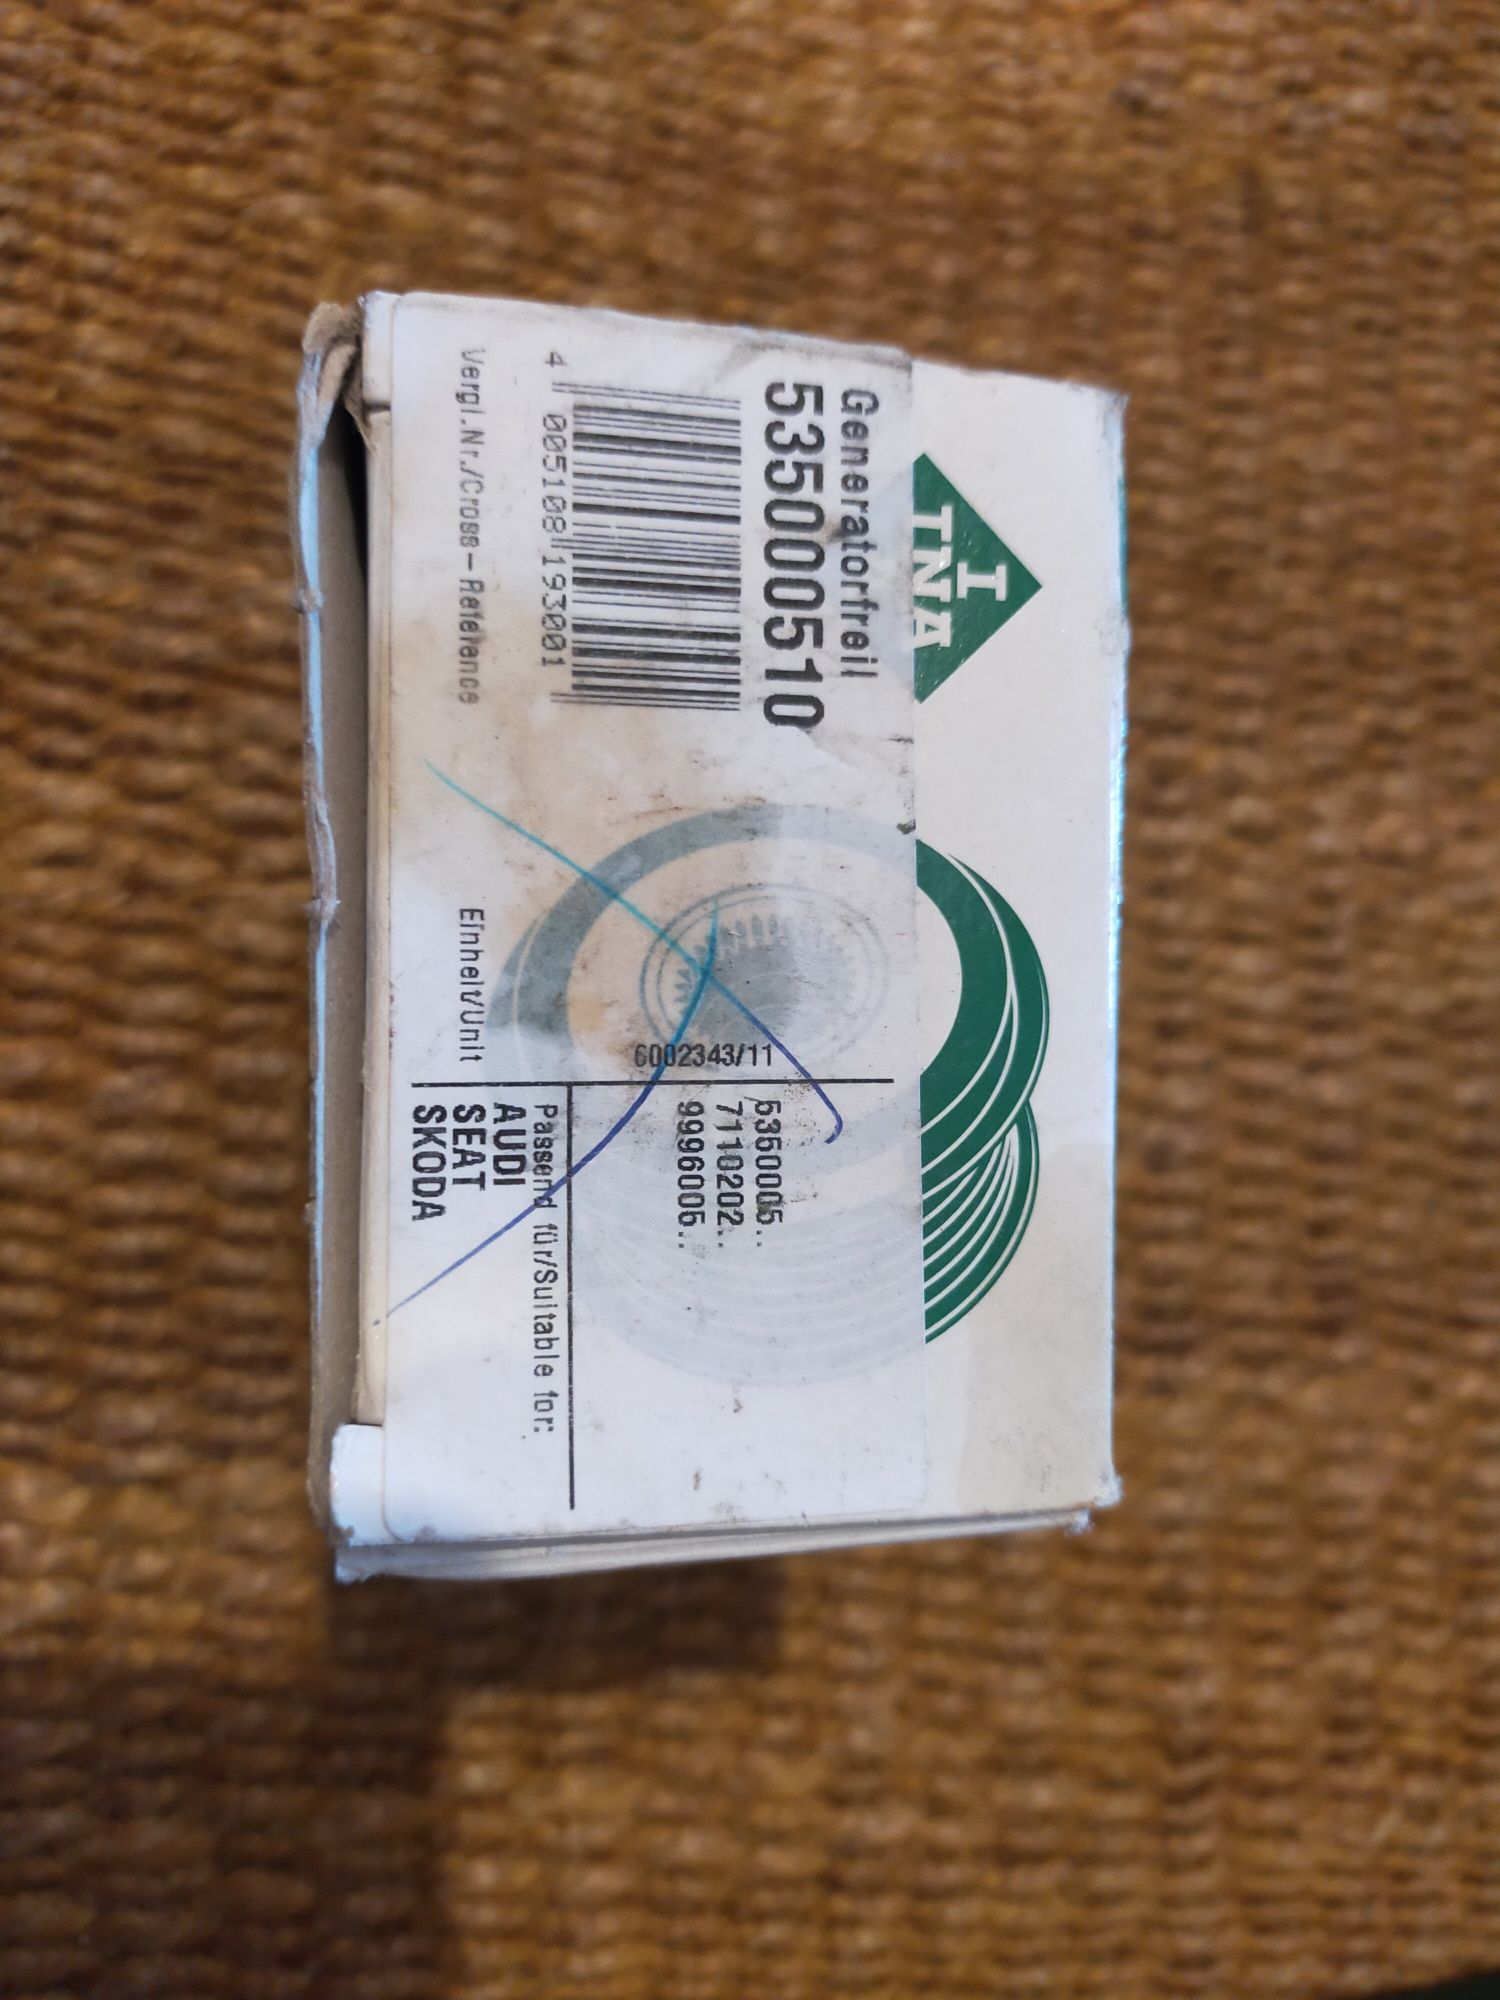 I
INA
Generatorfreil
535000510
4 005108 193001
Vergl.Nr./Cross-Reference
Einheit/Unit
6002343/11
5350005..
7110202..
9996005..
Passend für/Suitable for:
AUDI
SEAT
SKODA